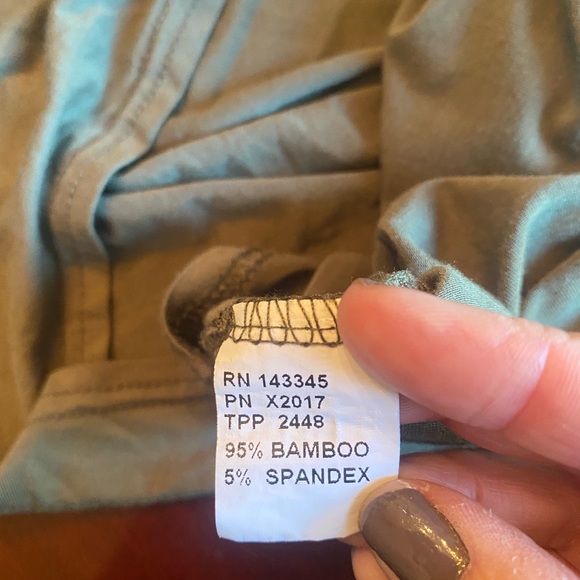 RN 143345
PN X2017
TPP 2448
95% BAMBOO
5% SPANDEX